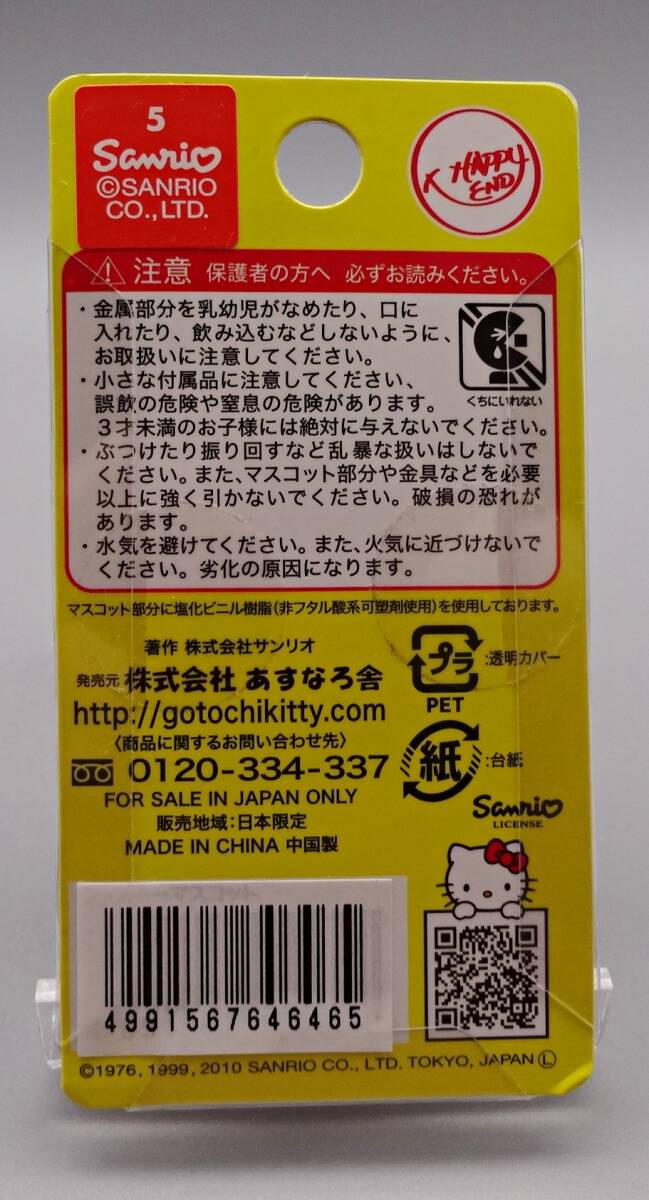 5
Sanrio
©SANRIO
CO.,LTD.
HAPPY
END
注意 保護者の方へ 必ずお読みください。
・金属部分を乳幼児がなめたり、口に
入れたり、飲み込むなどしないように、
お取扱いに注意してください。
くちにいれない
・小さな付属品に注意してください、
誤飲の危険や窒息の危険があります。
3才未満のお子様には絶対に与えないでください。
・ぶつけたり振り回すなど乱暴な扱いはしないで
ください。また、マスコット部分や金具などを必要
以上に強く引かないでください。破損の恐れが
あります。
・水気を避けてください。また、火気に近づけないで
ください。劣化の原因になります。
マスコット部分に塩化ビニル樹脂(非フタル酸系可塑剤使用)を使用しております。
著作 株式会社サンリオ
発売元 株式会社 あすなろ舎
http://gotochikitty.com
〈商品に関するお問い合わせ先〉
0120-334-337
FOR SALE IN JAPAN ONLY
販売地域:日本限定
MADE IN CHINA 中国製
プラ :透明カバー
PET
紙 :台紙
Sanrio
LICENSE
4991567646465
©1976, 1999, 2010 SANRIO CO., LTD. TOKYO, JAPAN Ⓛ